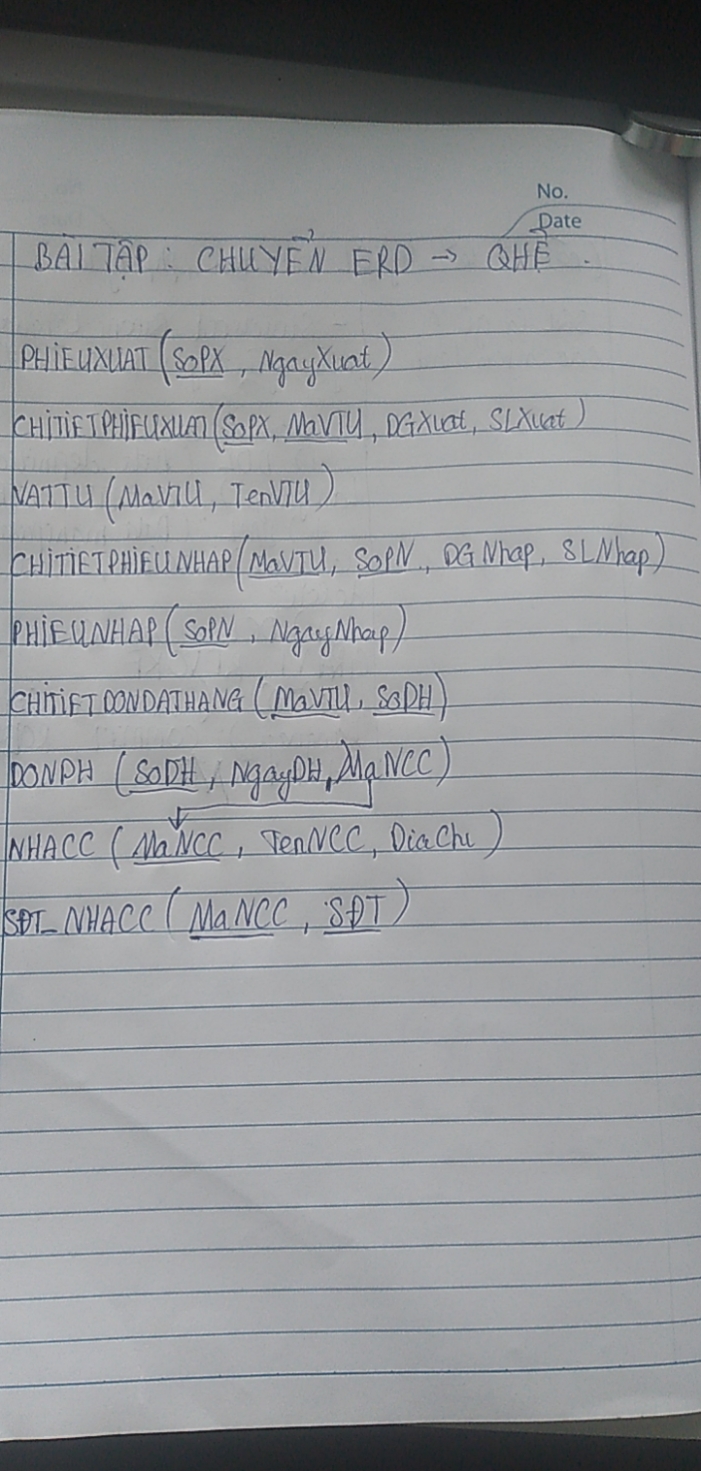 No.
Date
BÀI TẬP : CHUYỂN ERD → QHỆ .
PHIEUXUAT (SoPX, NgayXuat)
CHITIETPHIEUXUAT (SoPX, MaVTU, DGXuat, SLXuat)
VATTU (MaVTU, TenVTU)
CHITIETPHIEUNHAP (MaVTU, SoPN, DGNhap, SLNhap)
PHIEUNHAP (SoPN, NgayNhap)
CHITIETDONDATHANG (MaVTU, SoDH)
DONDH (SoDH, NgayDH, MaNCC)
NHACC (MaNCC, TenNCC, DiaChi)
SĐT_NHACC (MaNCC, SĐT)